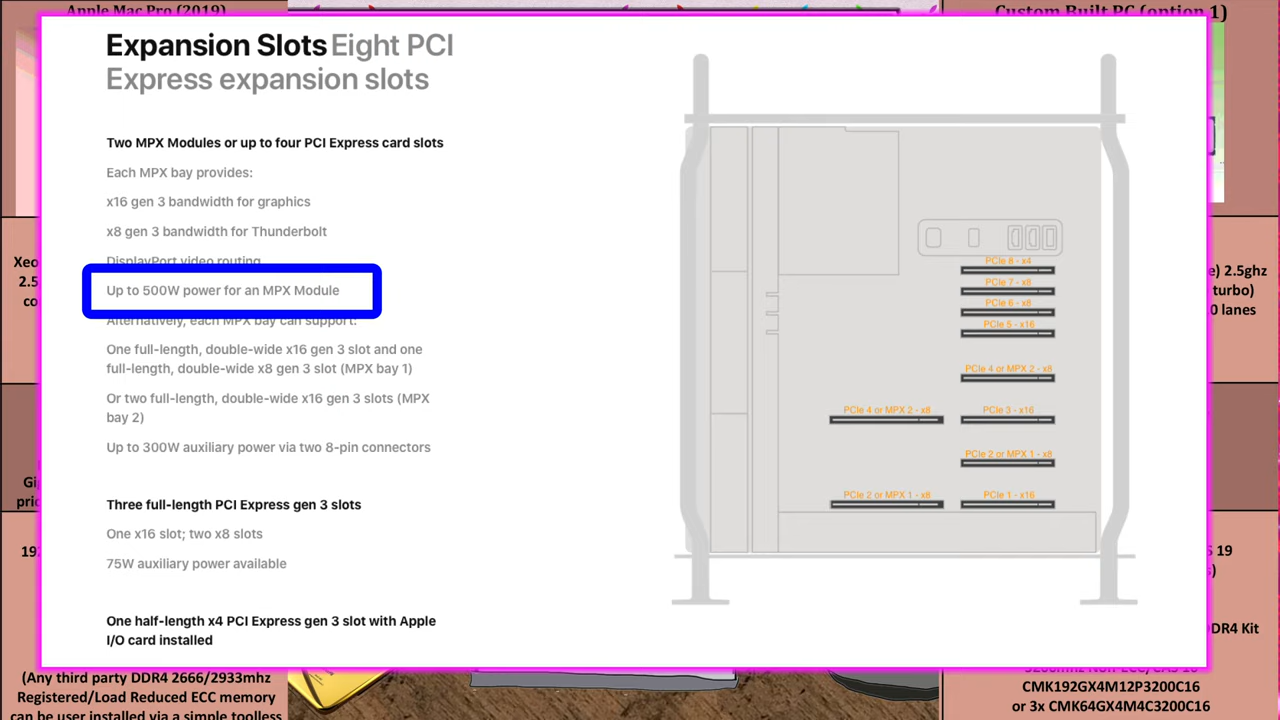 Apple Mac Pro (2019)
Custom Built PC (option 1)
Expansion Slots Eight PCI
Express expansion slots
Two MPX Modules or up to four PCI Express card slots
Each MPX bay provides:
x16 gen 3 bandwidth for graphics
x8 gen 3 bandwidth for Thunderbolt
DisplayPort video routing
Up to 500W power for an MPX Module
Alternatively, each MPX bay can support:
One full-length, double-wide x16 gen 3 slot and one
full-length, double-wide x8 gen 3 slot (MPX bay 1)
Or two full-length, double-wide x16 gen 3 slots (MPX
bay 2)
Up to 300W auxiliary power via two 8-pin connectors
Three full-length PCI Express gen 3 slots
One x16 slot; two x8 slots
75W auxiliary power available
One half-length x4 PCI Express gen 3 slot with Apple
I/O card installed
PCIe 8 - x4
PCIe 7 - x8
PCIe 6 - x8
PCIe 5 - x16
PCIe 4 or MPX 2 - x8
PCIe 4 or MPX 2 - x8
PCIe 3 - x16
PCIe 2 or MPX 1 - x8
PCIe 2 or MPX 1 - x8
PCIe 1 - x16
Xeo
2.5
co
Gi
pric
19
(Any third party DDR4 2666/2933mhz
Registered/Load Reduced ECC memory
can be user installed via a simple toolless
e) 2.5ghz
turbo)
0 lanes
19
)
DDR4 Kit
CMK192GX4M12P3200C16
or 3x CMK64GX4M4C3200C16